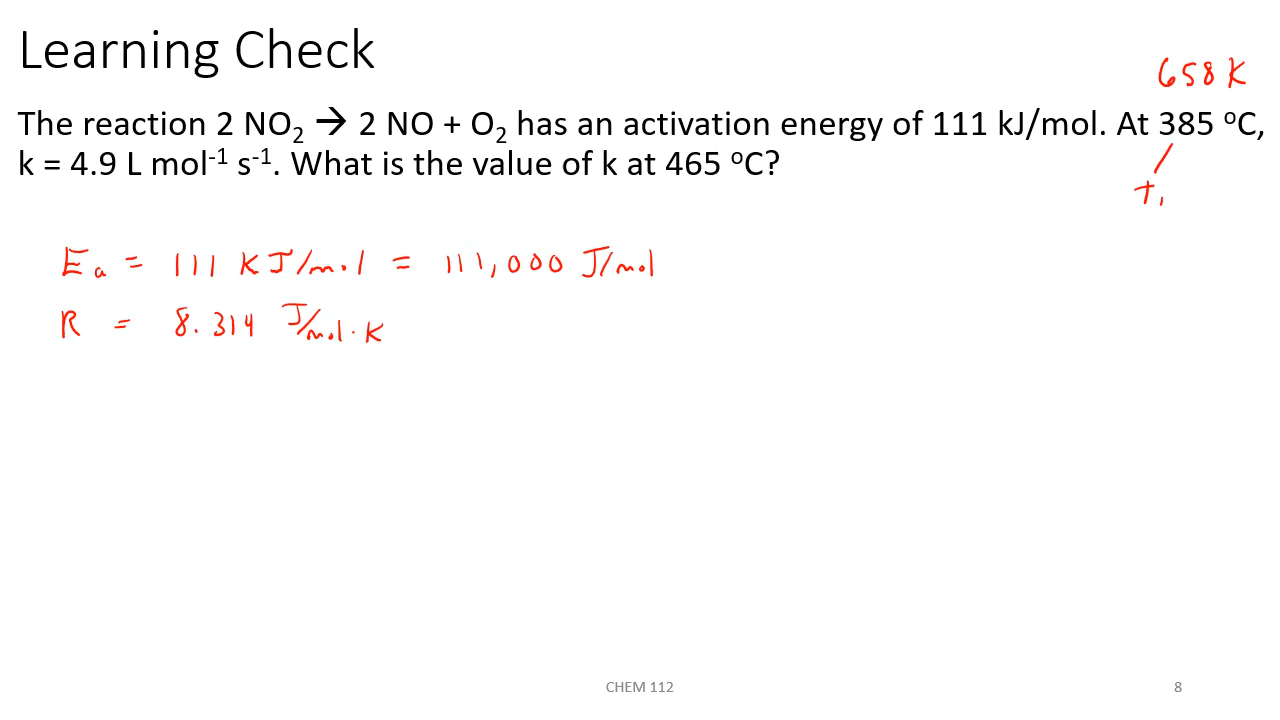 Learning Check
658 K
The reaction 2 NO₂ → 2 NO + O₂ has an activation energy of 111 kJ/mol. At 385 ᵒC,
k = 4.9 L mol⁻¹ s⁻¹. What is the value of k at 465 ᵒC?
T₁
Eₐ = 111 KJ/mol = 111,000 J/mol
R = 8.314 J/mol·K
CHEM 112
8